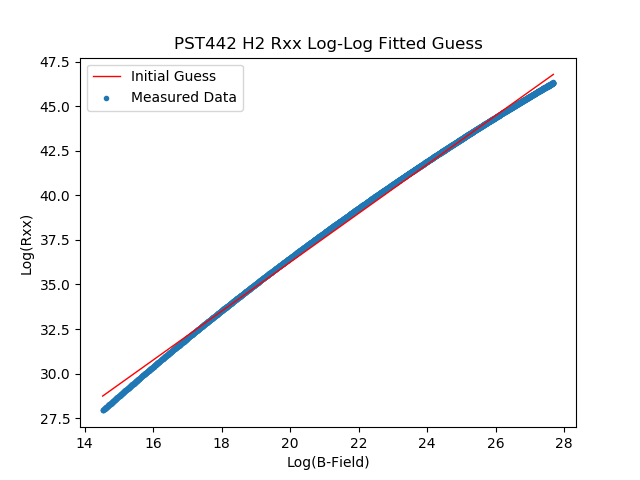 PST442 H2 Rxx Log-Log Fitted Guess
Initial Guess
Measured Data
47.5
45.0
42.5
40.0
37.5
35.0
32.5
30.0
27.5
Log(Rxx)
14 16 18 20 22 24 26 28
Log(B-Field)